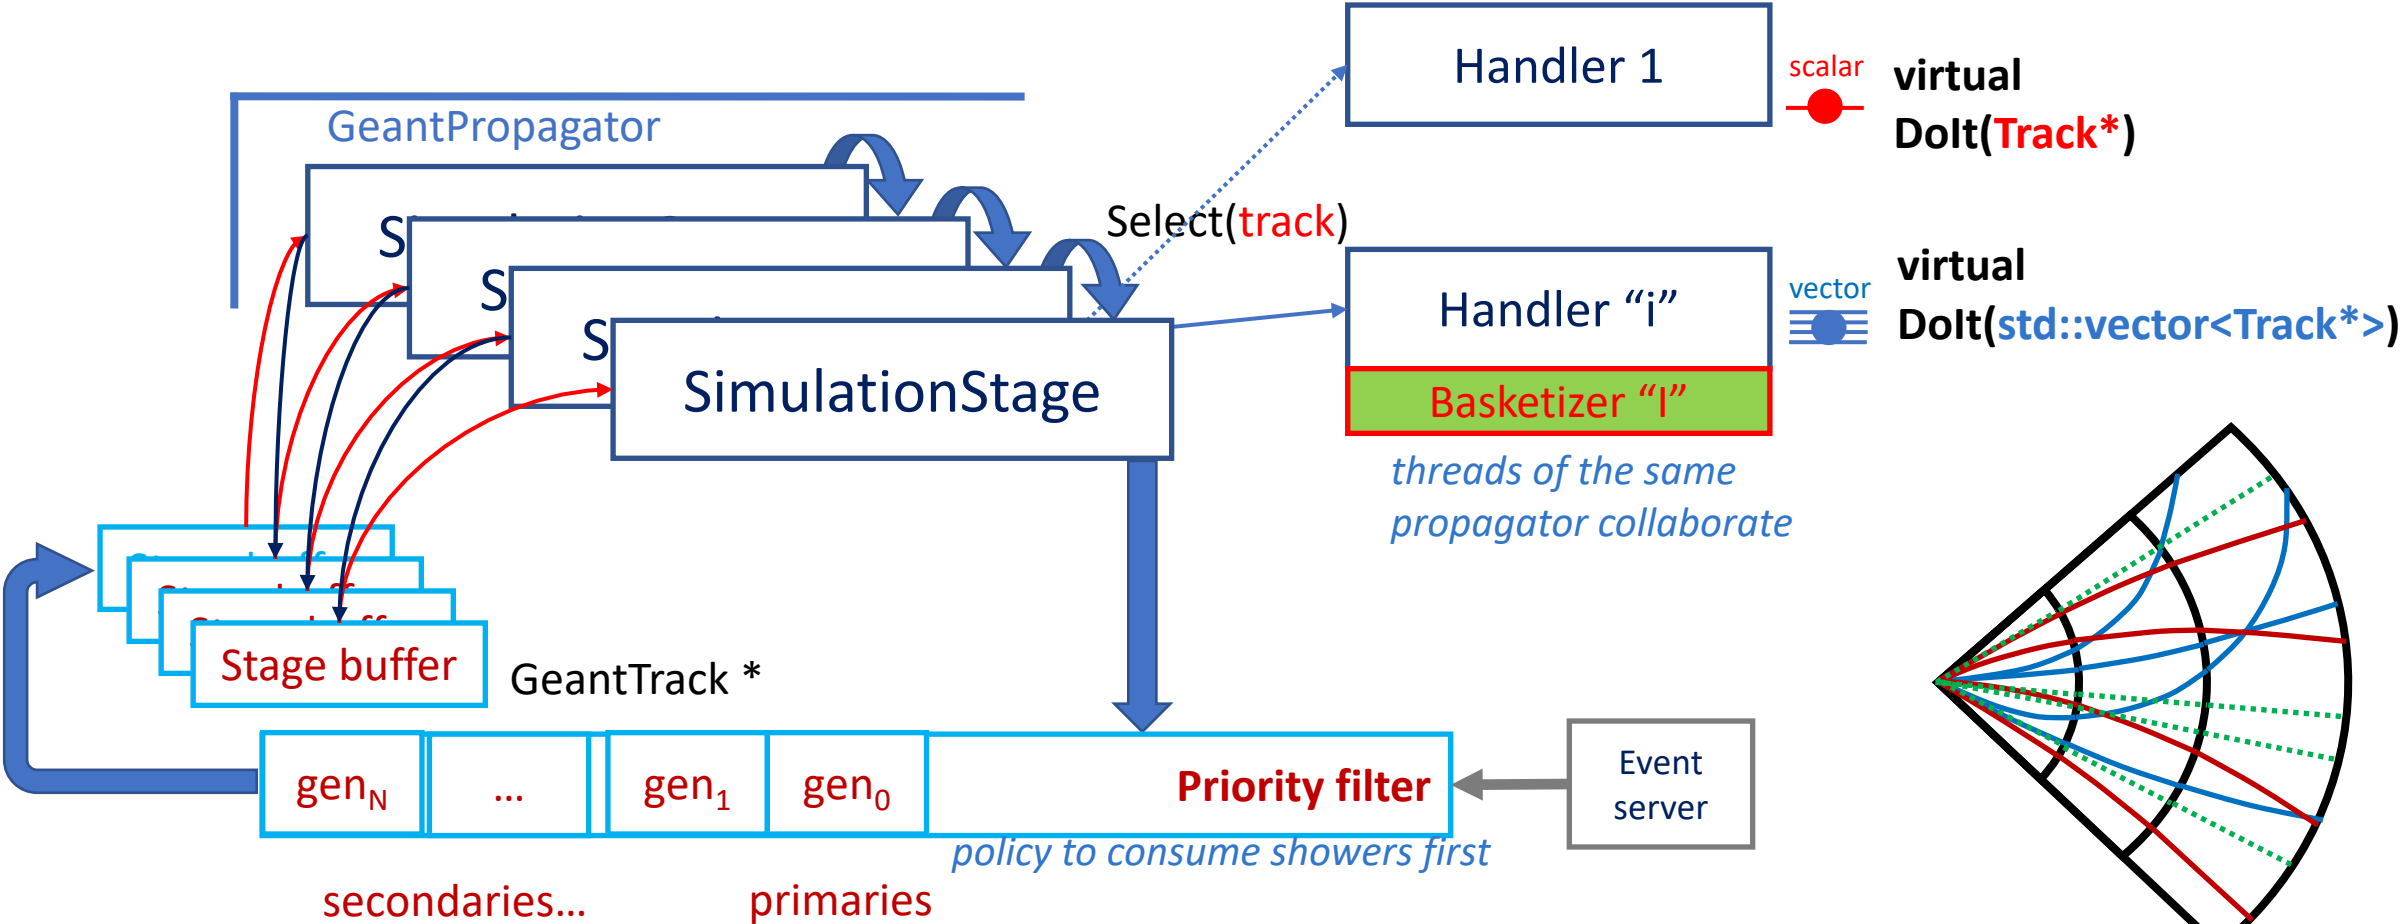 Handler 1
scalar
virtual
DoIt(Track*)
GeantPropagator
Select(track)
Handler “i”
vector
virtual
DoIt(std::vector<Track*>)
SimulationStage
Basketizer “I”
threads of the same
propagator collaborate
Stage buffer
GeantTrack *
genN
...
gen1
gen0
Priority filter
Event
server
policy to consume showers first
secondaries...
primaries